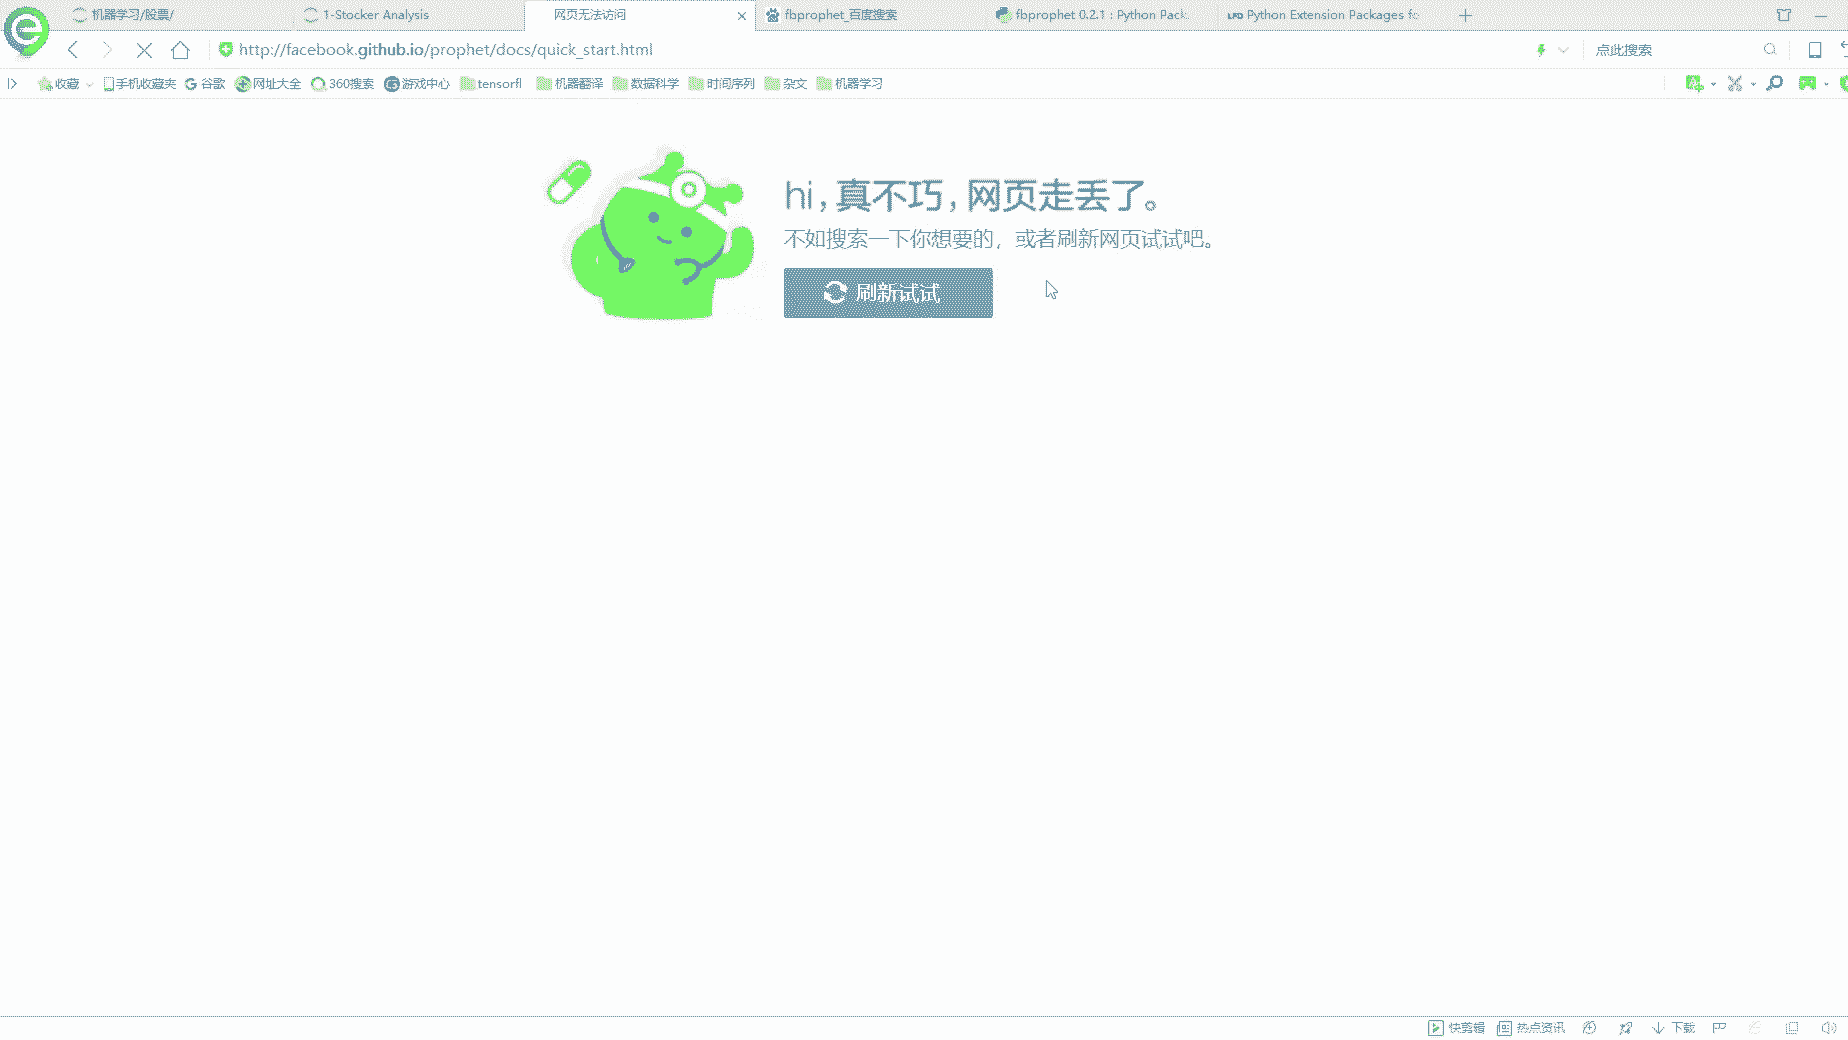 机器学习/股票/
1-Stocker Analysis
网页无法访问
fbprophet_百度搜索
fbprophet 0.2.1 : Python Pack
LFD Python Extension Packages fo
http://facebook.github.io/prophet/docs/quick_start.html
点此搜索
收藏
手机收藏夹
谷歌
网址大全
360搜索
游戏中心
tensorfl
机器翻译
数据科学
时间序列
杂文
机器学习
hi,真不巧,网页走丢了。
不如搜索一下你想要的，或者刷新网页试试吧。
刷新试试
快剪辑
热点资讯
下载